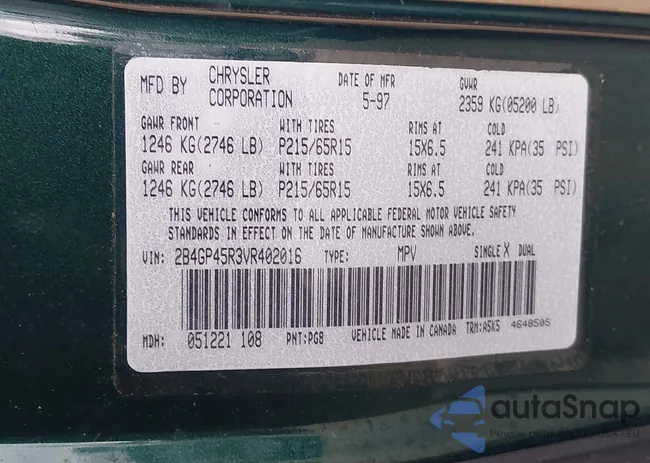 MFD BY CHRYSLER CORPORATION DATE OF MFR 5-97 GVWR 2359 KG(05200 LB)
GAWR FRONT WITH TIRES RIMS AT COLD
1246 KG(2746 LB) P215/65R15 15X6.5 241 KPA(35 PSI)
GAWR REAR WITH TIRES RIMS AT COLD
1246 KG(2746 LB) P215/65R15 15X6.5 241 KPA(35 PSI)
THIS VEHICLE CONFORMS TO ALL APPLICABLE FEDERAL MOTOR VEHICLE SAFETY
STANDARDS IN EFFECT ON THE DATE OF MANUFACTURE SHOWN ABOVE.
VIN: 2B4GP45R3VR402016 TYPE: MPV SINGLE X DUAL
MDH: 051221 108 PNT:PGB VEHICLE MADE IN CANADA TRM:A5K5 4648505
autaSnap